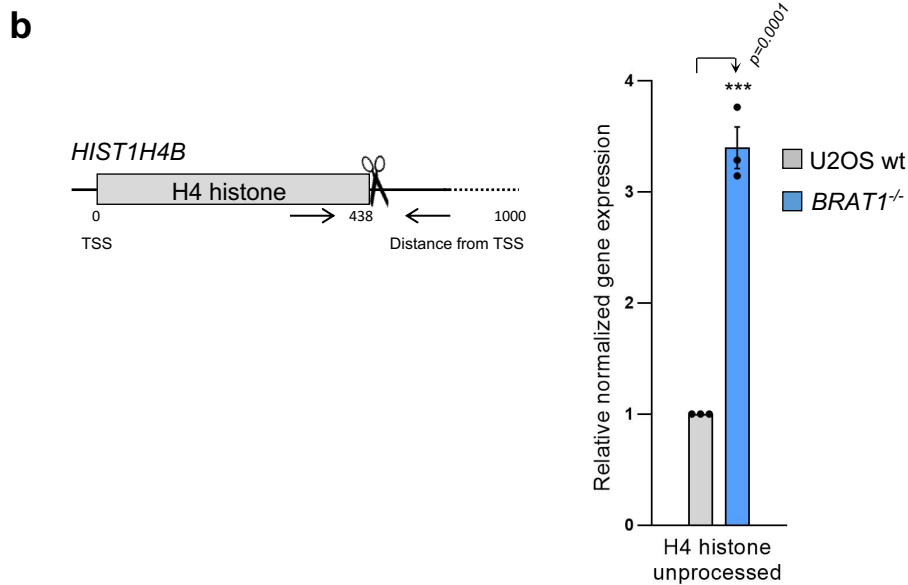 b
HIST1H4B
H4 histone
0
438
1000
TSS
Distance from TSS
p=0.0001
***
4
3
2
1
0
Relative normalized gene expression
U2OS wt
BRAT1-/-
H4 histone
unprocessed